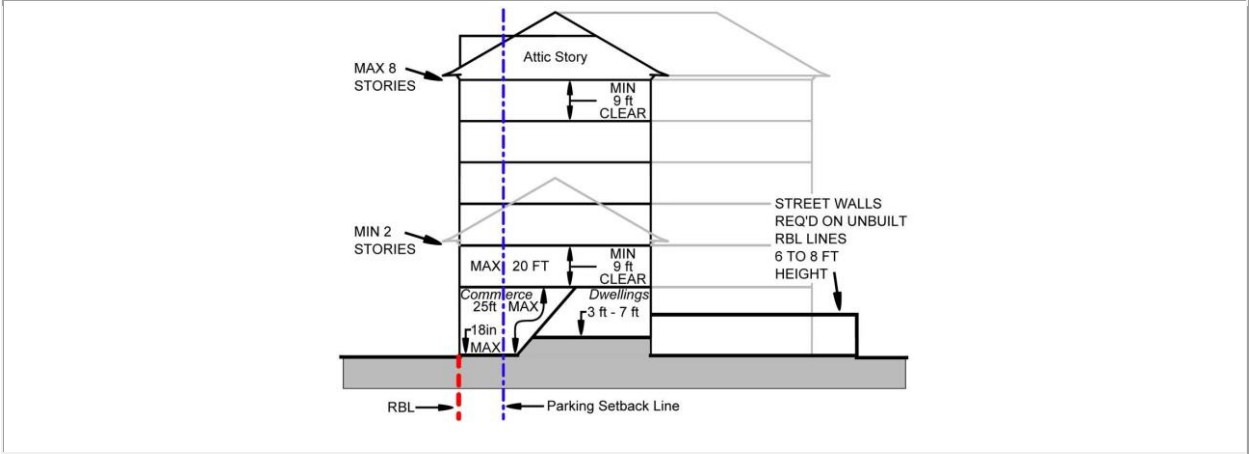 Attic Story
MAX 8
STORIES
MIN
9 ft
CLEAR
STREET WALLS
REQ'D ON UNBUILT
RBL LINES
6 TO 8 FT
HEIGHT
MIN 2
STORIES
MAX 20 FT
MIN
9 ft
CLEAR
Commerce
25ft MAX
18in
MAX
Dwellings
3 ft - 7 ft
RBL
Parking Setback Line